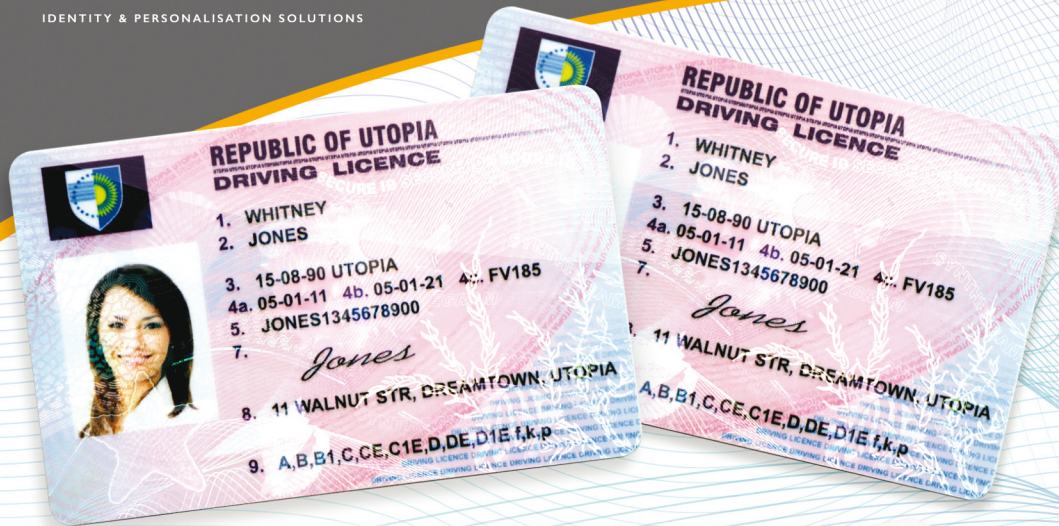 IDENTITY & PERSONALISATION SOLUTIONS
REPUBLIC OF UTOPIA
DRIVING LICENCE
1. WHITNEY
2. JONES
3. 15-08-90 UTOPIA
4a. 05-01-11 4b. 05-01-21 FV185
5. JONES1345678900
7. Jones
8. 11 WALNUT STR, DREAMTOWN, UTOPIA
9. A,B,B1,C,CE,C1E,D,DE,D1E f,k,p
REPUBLIC OF UTOPIA
DRIVING LICENCE
1. WHITNEY
2. JONES
3. 15-08-90 UTOPIA
4a. 05-01-11 4b. 05-01-21 FV185
5. JONES1345678900
7. Jones
11 WALNUT STR, DREAMTOWN, UTOPIA
A,B,B1,C,CE,C1E,D,DE,D1E f,k,p